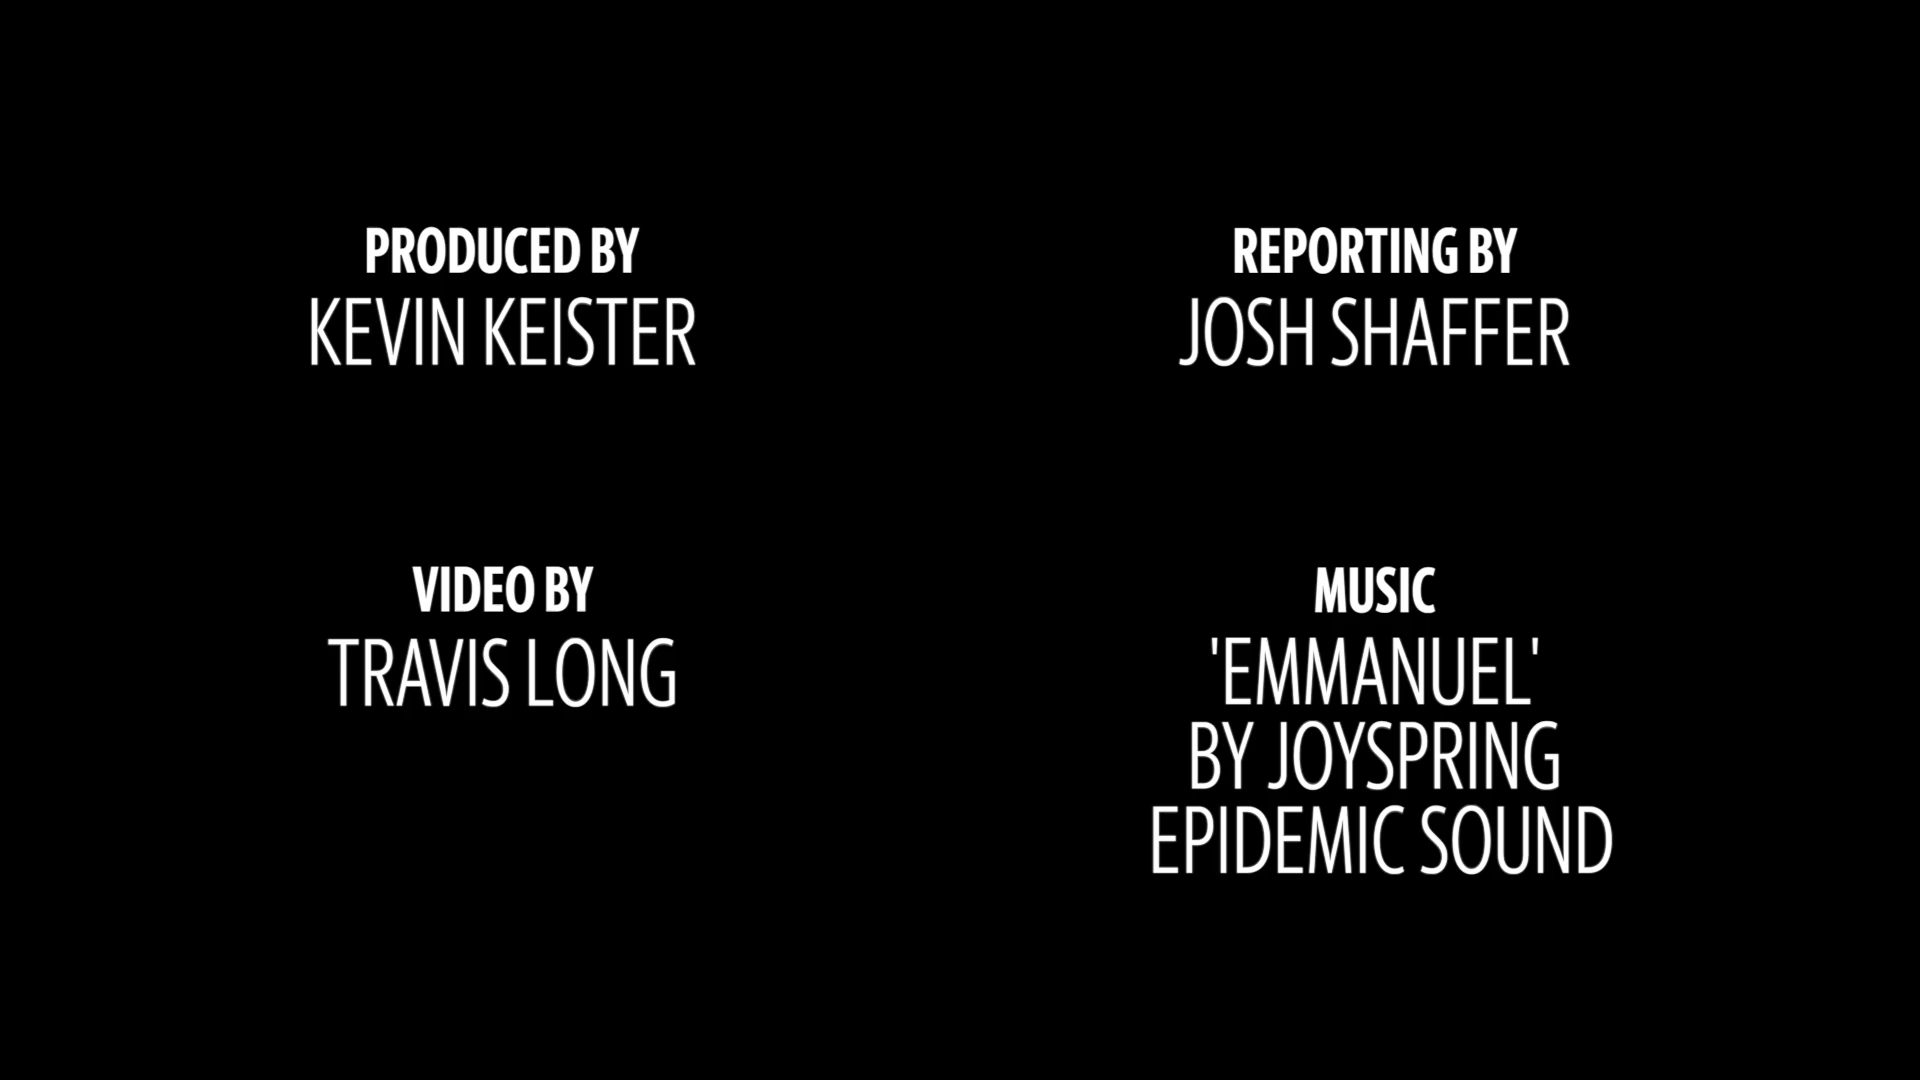 PRODUCED BY
KEVIN KEISTER
REPORTING BY
JOSH SHAFFER
VIDEO BY
TRAVIS LONG
MUSIC
'EMMANUEL'
BY JOYSPRING
EPIDEMIC SOUND